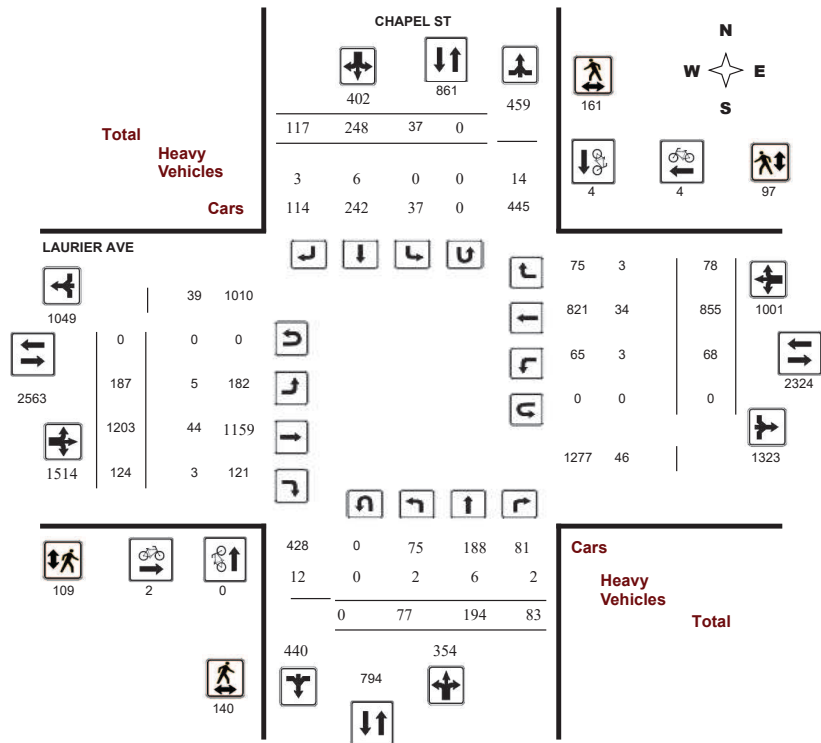 CHAPEL ST
N
W E
S
402
861
459
161
117 248 37 0
Total
Heavy
Vehicles
3 6 0 0 14
Cars
114 242 37 0 445
4 4 97
LAURIER AVE
1049
39 1010
0 0 0
2563
187 5 182
1203 44 1159
1514
124 3 121
75 3 78
821 34 855
1001
65 3 68
2324
0 0 0
1277 46
1323
428 0 75 188 81
12 0 2 6 2
0 77 194 83
440
354
794
109 2 0
140
Cars
Heavy
Vehicles
Total